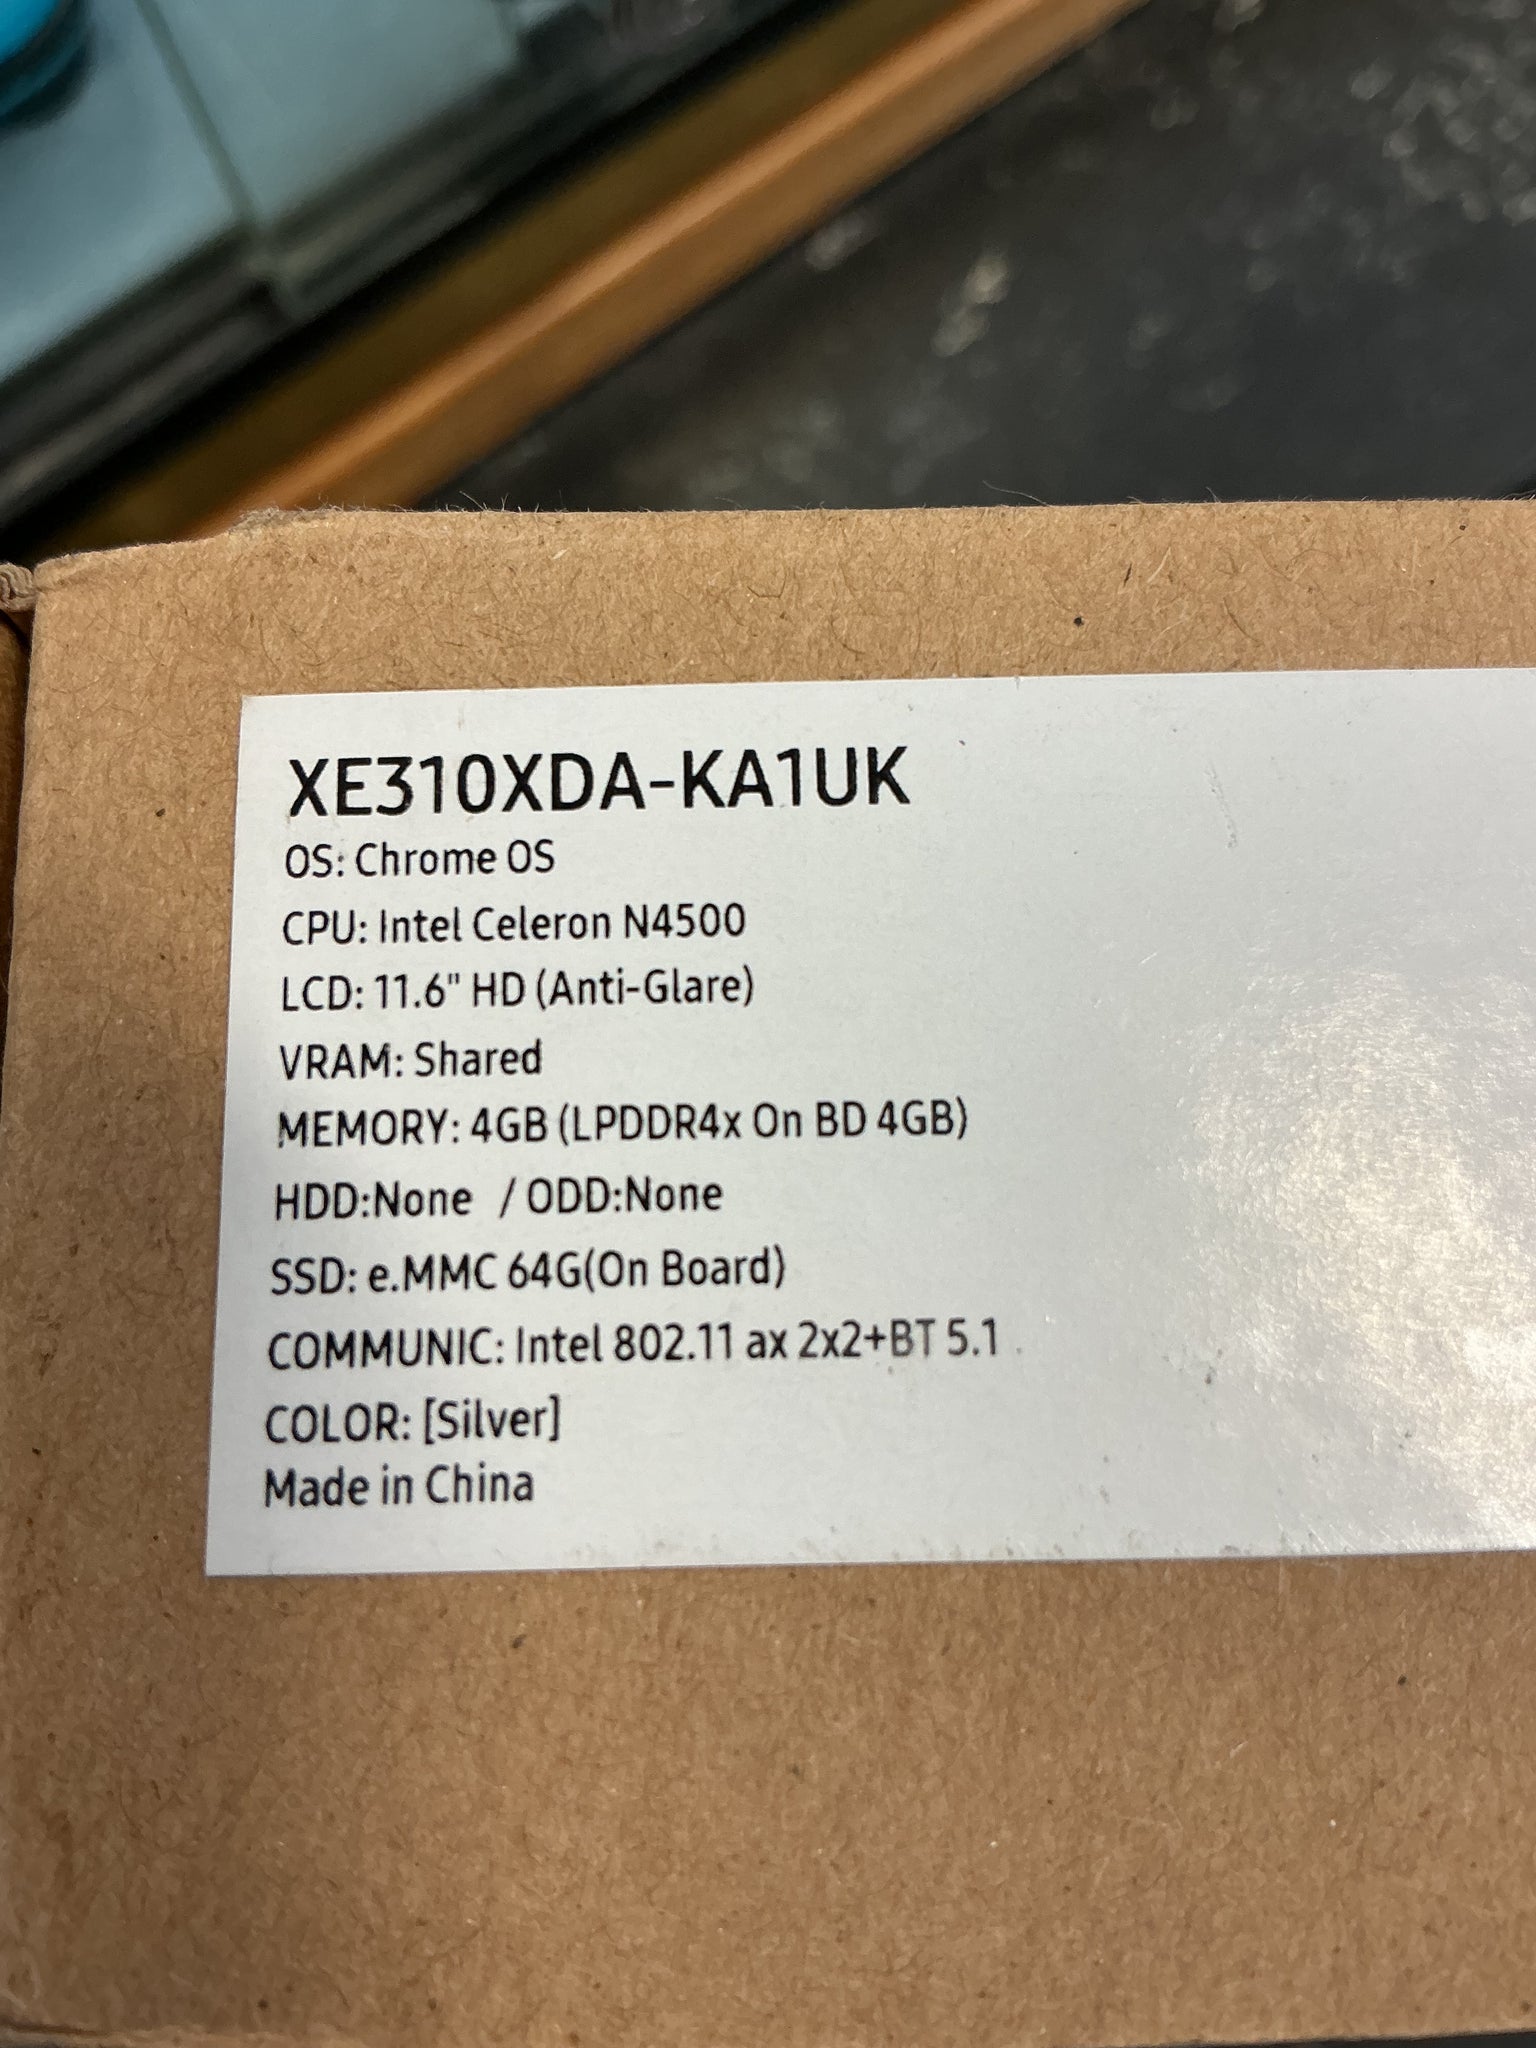 XE310XDA-KA1UK
OS: Chrome OS
CPU: Intel Celeron N4500
LCD: 11.6" HD (Anti-Glare)
VRAM: Shared
MEMORY: 4GB (LPDDR4x On BD 4GB)
HDD:None / ODD:None
SSD: e.MMC 64G(On Board)
COMMUNIC: Intel 802.11 ax 2x2+BT 5.1
COLOR: [Silver]
Made in China